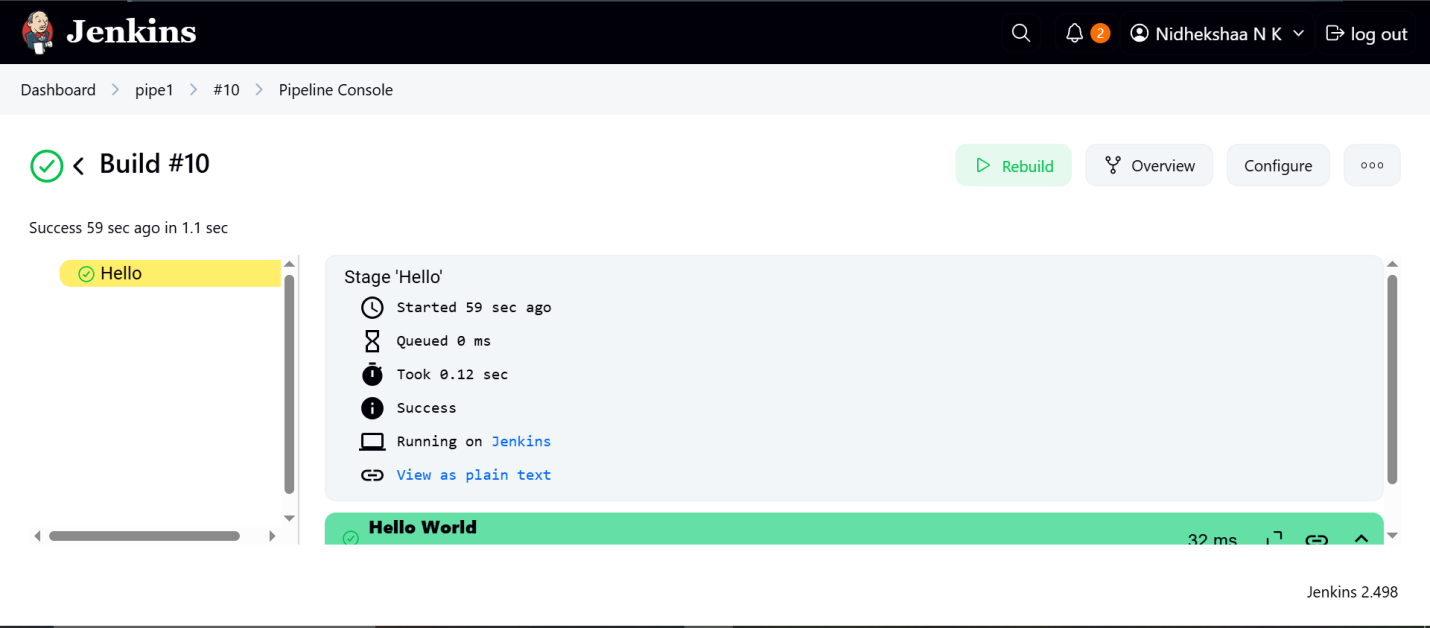 Jenkins
2
Nidhekshaa N K
log out
Dashboard > pipe1 > #10 > Pipeline Console
Build #10
Rebuild
Overview
Configure
Success 59 sec ago in 1.1 sec
Hello
Stage 'Hello'
Started 59 sec ago
Queued 0 ms
Took 0.12 sec
Success
Running on Jenkins
View as plain text
Hello World
32 ms
Jenkins 2.498